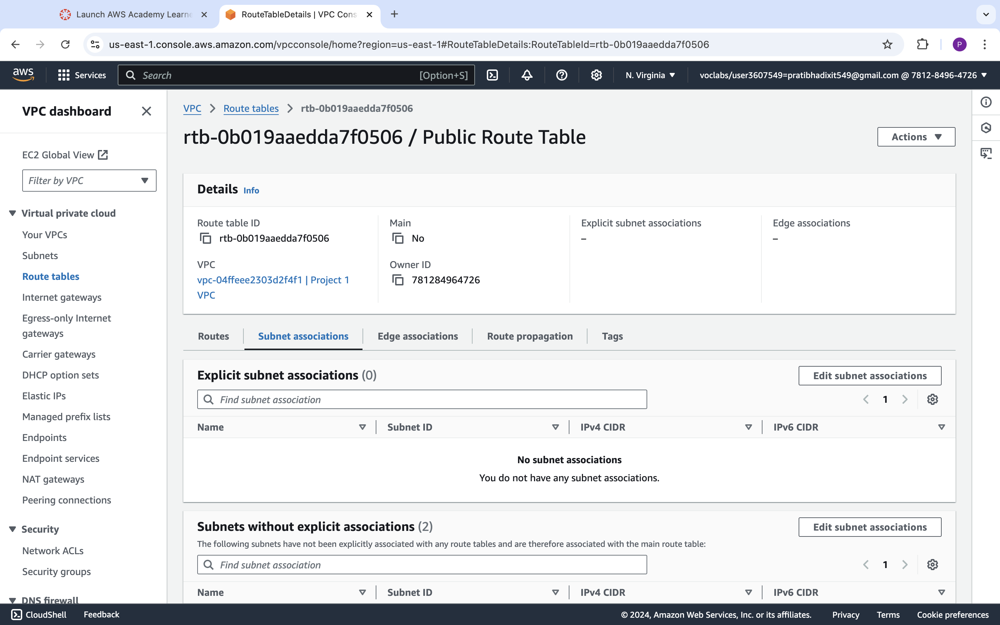 Launch AWS Academy Learne
RouteTableDetails | VPC Cons
us-east-1.console.aws.amazon.com/vpcconsole/home?region=us-east-1#RouteTableDetails:RouteTableId=rtb-0b019aaedda7f0506
P
aws
Services
Search
[Option+S]
N. Virginia
voclabs/user3607549=pratibhadixit549@gmail.com @ 7812-8496-4726
VPC dashboard
EC2 Global View
Filter by VPC
Virtual private cloud
Your VPCs
Subnets
Route tables
Internet gateways
Egress-only Internet
gateways
Carrier gateways
DHCP option sets
Elastic IPs
Managed prefix lists
Endpoints
Endpoint services
NAT gateways
Peering connections
Security
Network ACLs
Security groups
DNS firewall
VPC
Route tables
rtb-0b019aaedda7f0506
rtb-0b019aaedda7f0506 / Public Route Table
Actions
Details Info
Route table ID
rtb-0b019aaedda7f0506
Main
No
Explicit subnet associations
–
Edge associations
–
VPC
vpc-04ffeee2303d2f4f1 | Project 1
VPC
Owner ID
781284964726
Routes
Subnet associations
Edge associations
Route propagation
Tags
Explicit subnet associations (0)
Edit subnet associations
Find subnet association
1
Name
Subnet ID
IPv4 CIDR
IPv6 CIDR
No subnet associations
You do not have any subnet associations.
Subnets without explicit associations (2)
Edit subnet associations
The following subnets have not been explicitly associated with any route tables and are therefore associated with the main route table:
Find subnet association
1
Name
Subnet ID
IPv4 CIDR
IPv6 CIDR
CloudShell
Feedback
© 2024, Amazon Web Services, Inc. or its affiliates.
Privacy
Terms
Cookie preferences